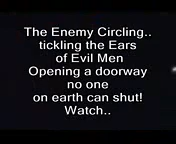 The Enemy Circling..
tickling the Ears
of Evil Men
Opening a doorway
no one
on earth can shut!
Watch..